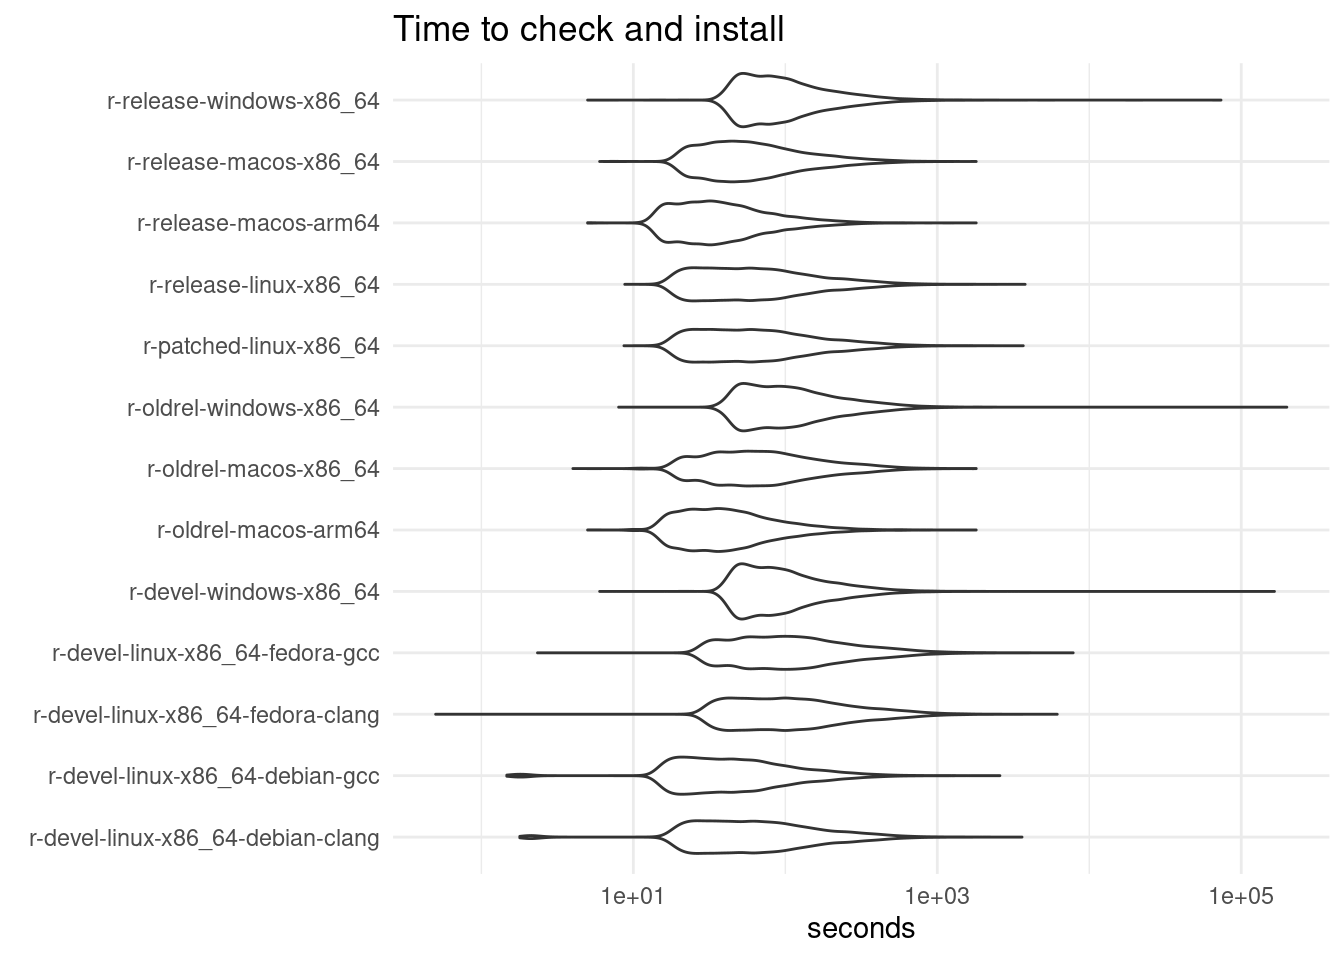 Time to check and install
r-release-windows-x86_64
r-release-macos-x86_64
r-release-macos-arm64
r-release-linux-x86_64
r-patched-linux-x86_64
r-oldrel-windows-x86_64
r-oldrel-macos-x86_64
r-oldrel-macos-arm64
r-devel-windows-x86_64
r-devel-linux-x86_64-fedora-gcc
r-devel-linux-x86_64-fedora-clang
r-devel-linux-x86_64-debian-gcc
r-devel-linux-x86_64-debian-clang
1e+01 1e+03 1e+05
seconds